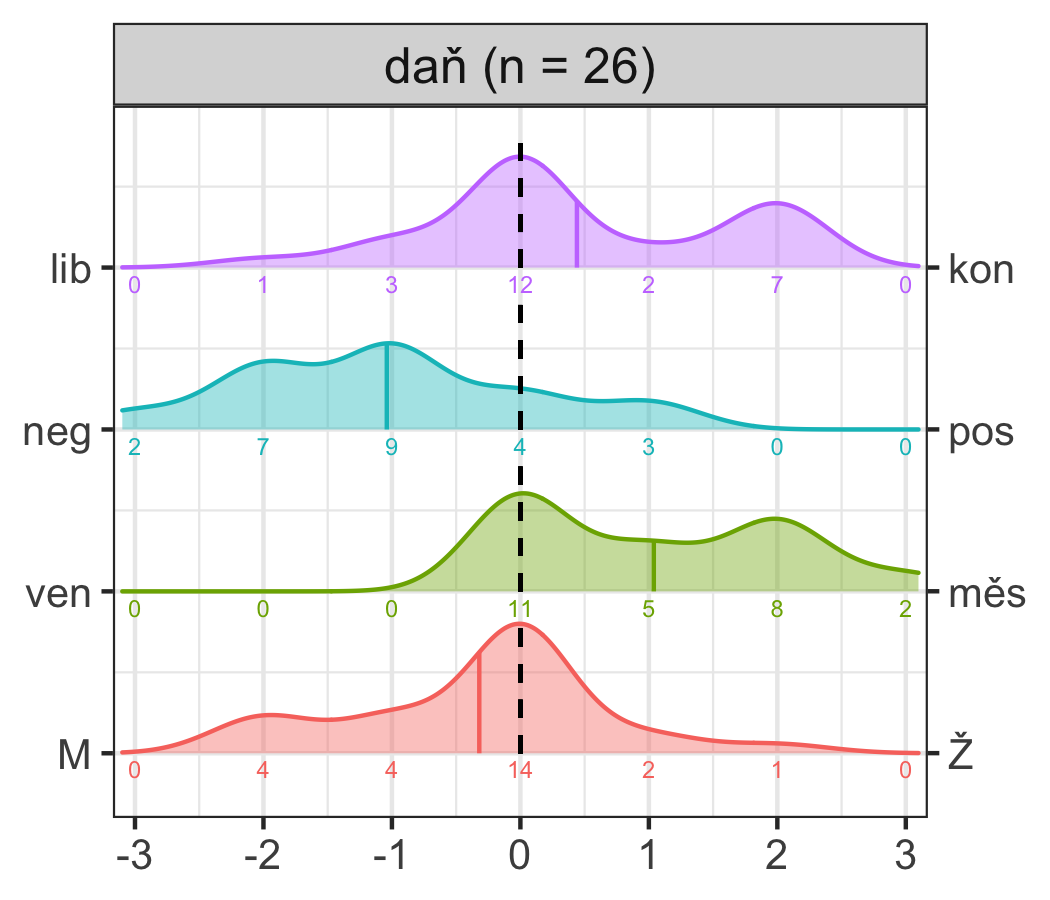 daň (n = 26)
lib kon
0 1 3 12 2 7 0
neg pos
2 7 9 4 3 0 0
ven měs
0 0 0 11 5 8 2
M Ž
0 4 4 14 2 1 0
-3 -2 -1 0 1 2 3